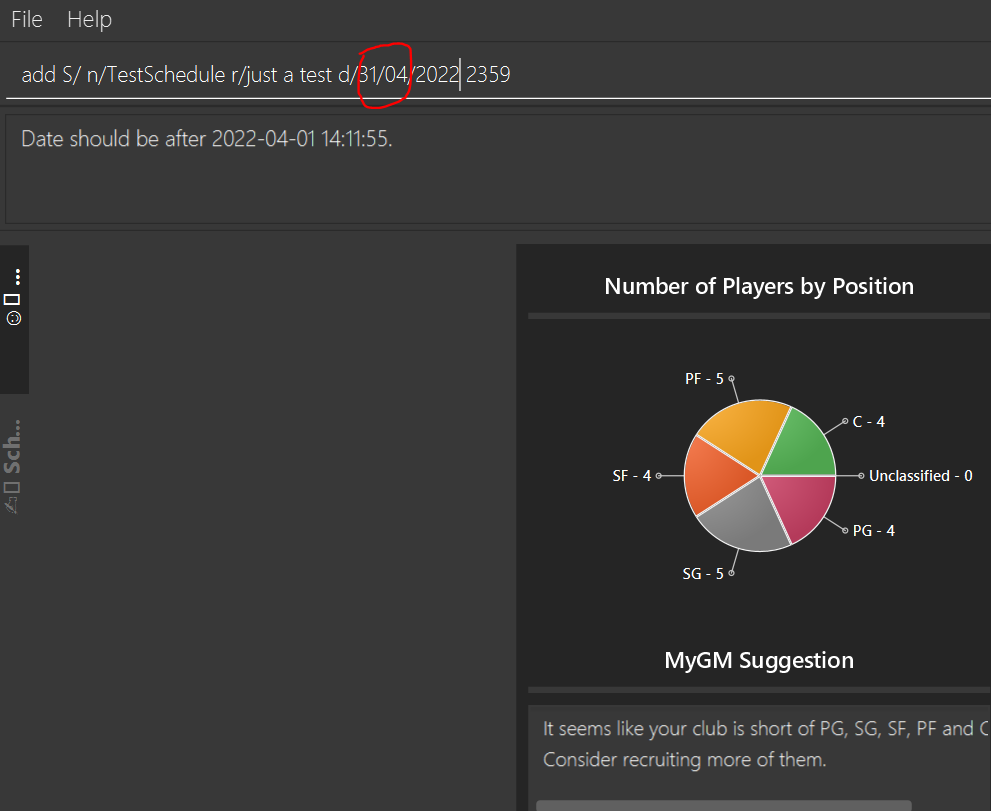 File Help
add S/ n/TestSchedule r/just a test d/31/04/2022 2359
Date should be after 2022-04-01 14:11:55.
...
Sch...
Number of Players by Position
PF - 5
C - 4
SF - 4
Unclassified - 0
PG - 4
SG - 5
MyGM Suggestion
It seems like your club is short of PG, SG, SF, PF and C
Consider recruiting more of them.